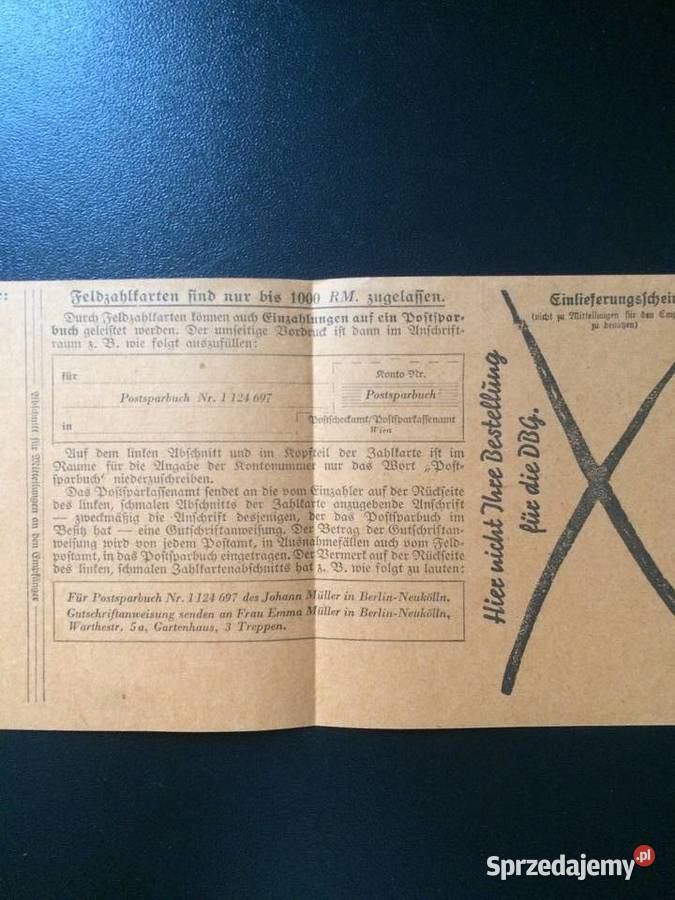 Feldzahlkarten sind nur bis 1000 RM. zugelassen.
Durch Feldzahlkarten können auch Einzahlungen auf ein Postspar-
buch geleistet werden. Der umseitige Vordruck ist dann im Anschrift-
raum z. B. wie folgt auszufüllen:
für
Konto Nr.
Postsparbuch Nr. 1 124 697
Postsparbuch
in
Postscheckamt/Postsparkassenamt
Wien
Auf dem linken Abschnitt und im Kopfteil der Zahlkarte ist im
Raume für die Angabe der Kontonummer nur das Wort „Post-
sparbuch" niederzuschreiben.
Das Postsparkassenamt sendet an die vom Einzahler auf der Rückseite
des linken, schmalen Abschnitts der Zahlkarte anzugebende Anschrift
— zweckmäßig die Anschrift desjenigen, der das Postsparbuch im
Besitz hat — eine Gutschriftanweisung. Der Betrag der Gutschriftan-
weisung wird von jedem Postamt, in Ausnahmefällen auch vom Feld-
postamt, in das Postsparbuch eingetragen. Der Vermerk auf der Rückseite
des linken, schmalen Zahlkartenabschnitts hat z. B. wie folgt zu lauten:
Für Postsparbuch Nr. 1 124 697 des Johann Müller in Berlin-Neukölln.
Gutschriftanweisung senden an Frau Emma Müller in Berlin-Neukölln,
Warthestr. 5a, Gartenhaus, 3 Treppen.
Abschnitt für Mitteilungen an den Empfänger
Hier nicht Ihre Bestellung
für die DBG.
Einlieferungsschein
(nicht zu Mitteilungen für den Emp
zu benutzen)
Sprzedajemy.pl